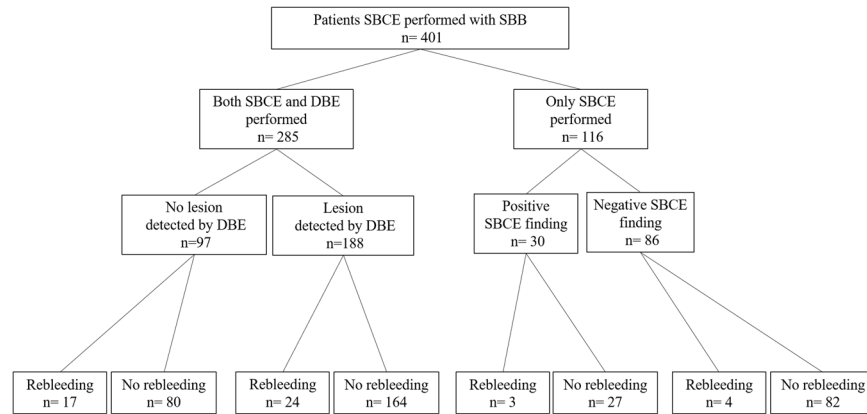 Patients SBCE performed with SBB
n= 401
Both SBCE and DBE
performed
n= 285
Only SBCE
performed
n= 116
No lesion
detected by DBE
n=97
Lesion
detected by DBE
n=188
Positive
SBCE finding
n= 30
Negative SBCE
finding
n= 86
Rebleeding
n= 17
No rebleeding
n= 80
Rebleeding
n= 24
No rebleeding
n= 164
Rebleeding
n= 3
No rebleeding
n= 27
Rebleeding
n= 4
No rebleeding
n= 82